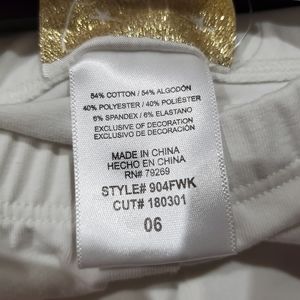 54% COTTON / 54% ALGODÓN
40% POLYESTER / 40% POLIÉSTER
6% SPANDEX / 6% ELASTANO
EXCLUSIVE OF DECORATION
EXCLUSIVO DE DECORACIÓN
MADE IN CHINA
HECHO EN CHINA
RN# 79269
STYLE# 904FWK
CUT# 180301
06